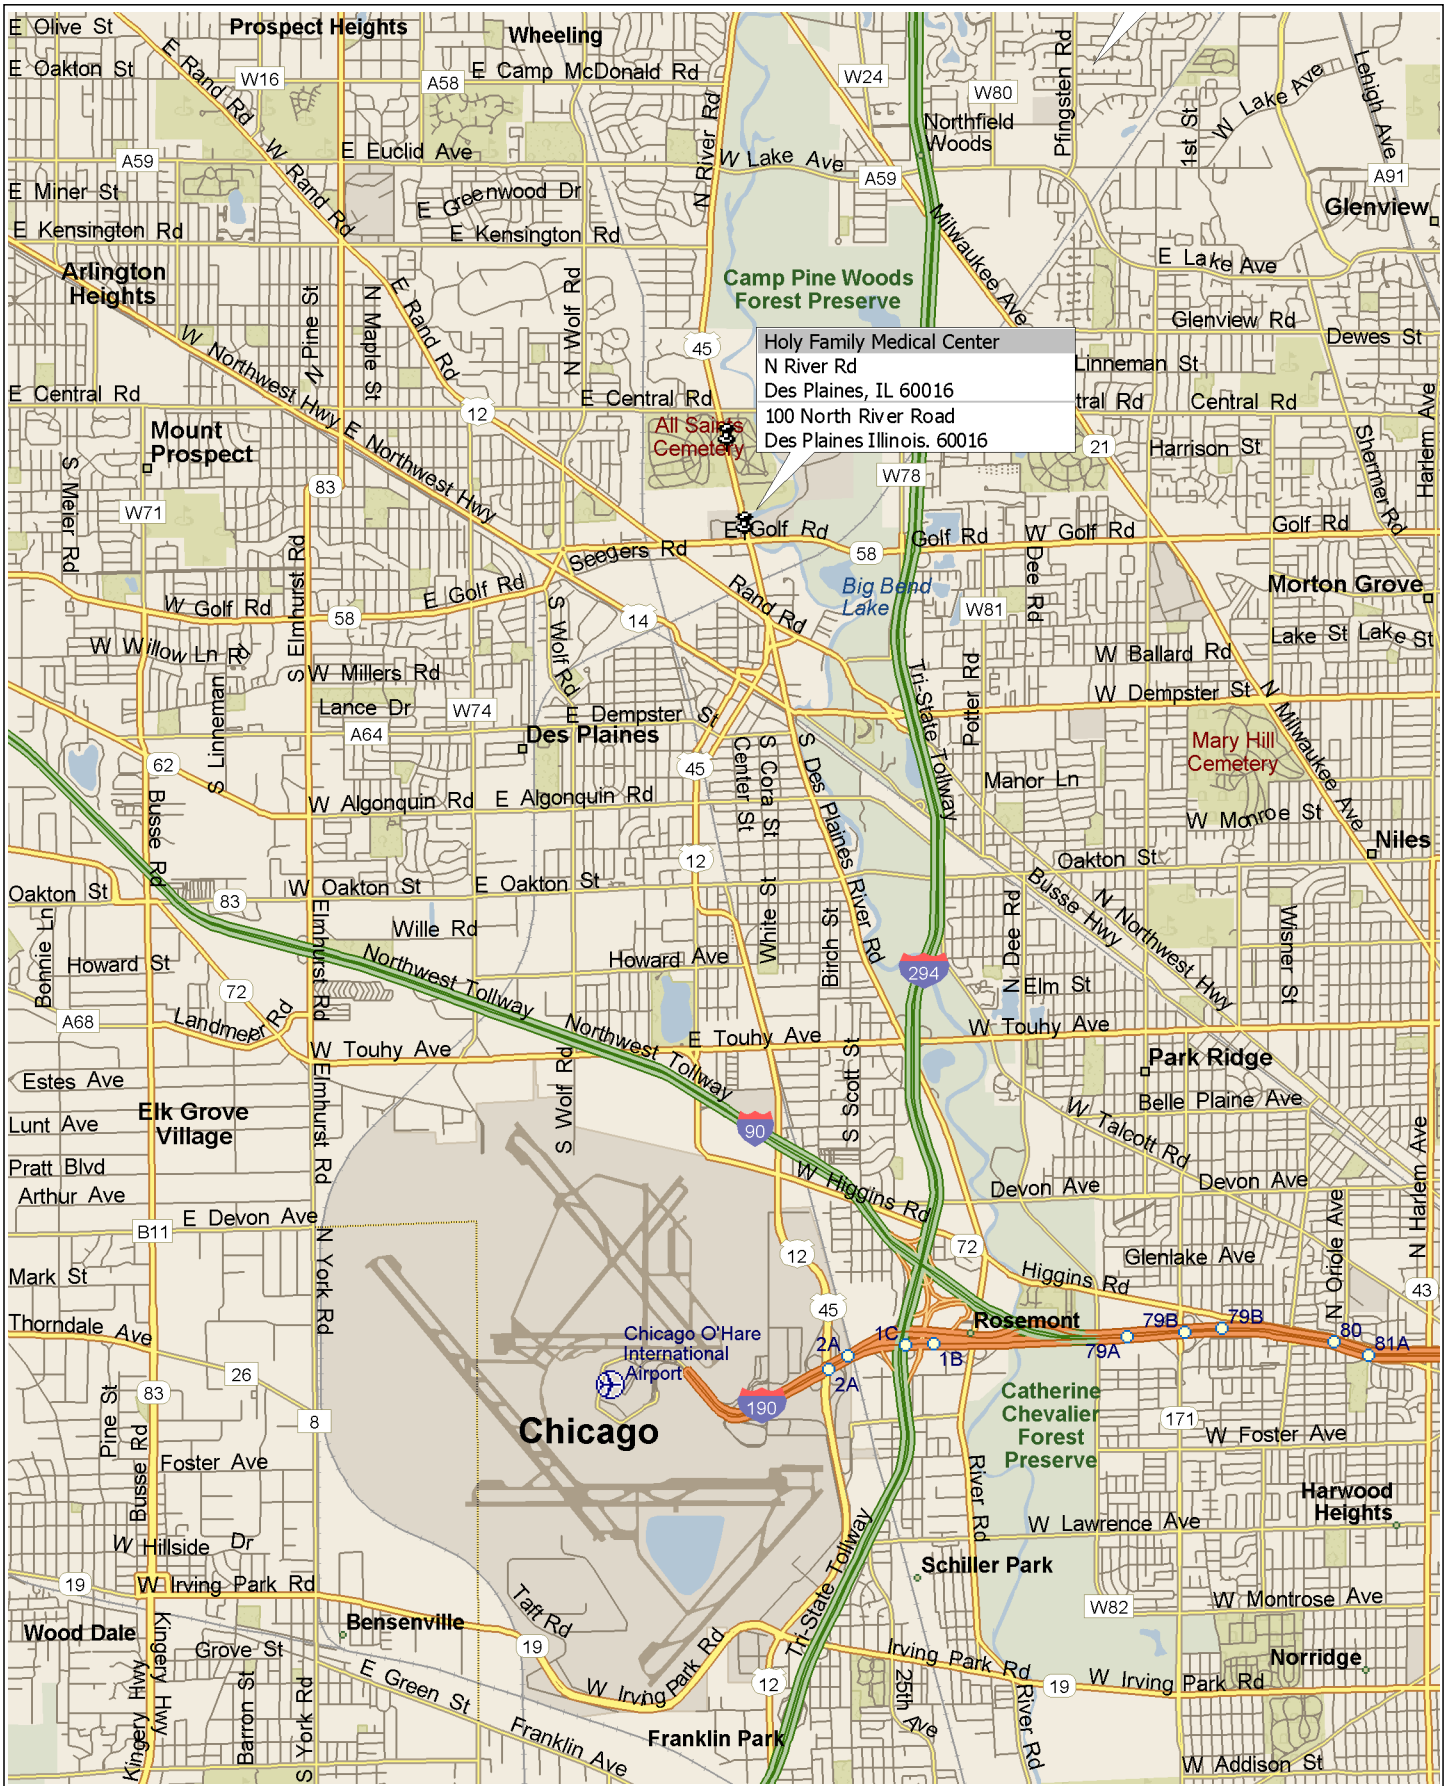 E Olive St
Prospect Heights
Wheeling
E Oakton St
E Rand Rd
W16
A58
E Camp McDonald Rd
W24
W80
Pfingsten Rd
W Lake Ave
Lehigh Ave
N River Rd
Northfield
Woods
1st St
A59
E Euclid Ave
W Lake Ave
A59
A91
W Rand Rd
E Miner St
E Greenwood Dr
Glenview
E Kensington Rd
E Kensington Rd
Milwaukee Ave
E Lake Ave
Arlington
Heights
Camp Pine Woods
Forest Preserve
N Pine St
N Maple St
E Rand Rd
N Wolf Rd
Glenview Rd
Dewes St
W Northwest Hwy
45
Holy Family Medical Center
N River Rd
Des Plaines, IL 60016
100 North River Road
Des Plaines Illinois. 60016
Linneman St
E Central Rd
E Central Rd
tral Rd
Central Rd
Harlem Ave
12
All Saints
Cemetery
Mount
Prospect
E Northwest Hwy
21
Harrison St
Shermer Rd
S Meier Rd
83
W78
W71
E Golf Rd
Golf Rd
W Golf Rd
Golf Rd
58
Seegers Rd
S Elmhurst Rd
E Golf Rd
Rand Rd
Big Bend
Lake
W Dee Rd
Morton Grove
W Golf Rd
58
S Wolf Rd
14
W81
Lake St
Lake St
W Willow Ln Rd
W Millers Rd
W Ballard Rd
Potter Rd
Tri-State Tollway
W Dempster St
N Milwaukee Ave
S Linneman
Lance Dr
W74
E Dempster St
A64
Des Plaines
Mary Hill
Cemetery
62
45
Center St
S Cora St
S Des Plaines River Rd
Manor Ln
Busse Rd
W Algonquin Rd
E Algonquin Rd
W Monroe St
Niles
12
Oakton St
Oakton St
83
W Oakton St
E Oakton St
Busse Hwy
N Northwest Hwy
Wille Rd
White St
Birch St
N Dee Rd
Wisner St
Bonnie Ln
Howard St
Elmhurst Rd
Northwest Tollway
Howard Ave
294
Elm St
72
A68
Landmeier Rd
Northwest Tollway
E Touhy Ave
W Touhy Ave
W Touhy Ave
S Wolf Rd
S Scott St
Park Ridge
Estes Ave
Elmhurst Rd
Elk Grove
Village
Belle Plaine Ave
Lunt Ave
90
W Talcott Rd
N Harlem Ave
Pratt Blvd
W Higgins Rd
Devon Ave
Devon Ave
Arthur Ave
B11
E Devon Ave
N York Rd
12
72
Glenlake Ave
N Oriole Ave
Mark St
Higgins Rd
43
45
Thorndale Ave
Chicago O'Hare
International
Airport
Rosemont
2A
1C
1B
79A
79B
79B
80
81A
2A
26
83
190
Catherine
Chevalier
Forest
Preserve
8
Chicago
171
Pine St
Busse Rd
W Foster Ave
Foster Ave
River Rd
Harwood
Heights
W Lawrence Ave
W Hillside Dr
Schiller Park
19
W Irving Park Rd
Taft Rd
Tri-State Tollway
W82
W Montrose Ave
Wood Dale
Bensenville
19
Kingery Hwy
Kingery Hwy
Grove St
Irving Park Rd
Norridge
E Green St
W Irving Park Rd
12
19
W Irving Park Rd
Barron St
S York Rd
25th Ave
River Rd
Franklin Ave
Franklin Park
W Addison St